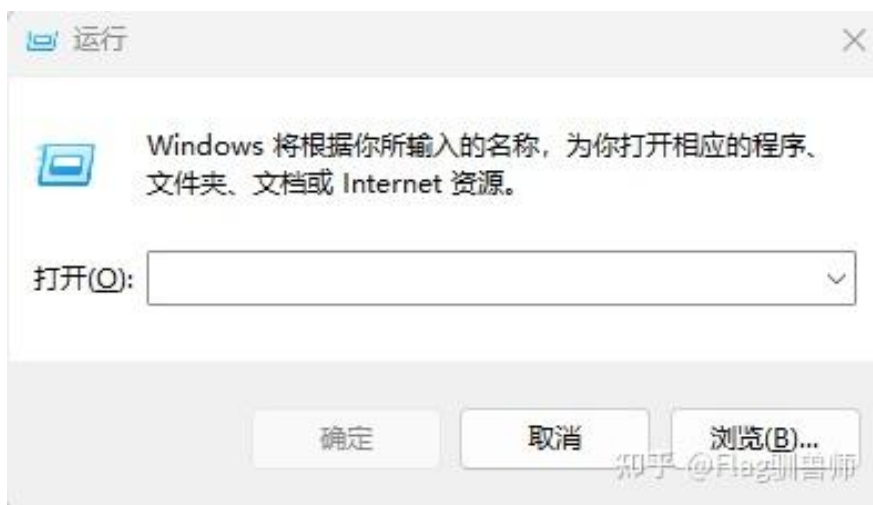 运行
Windows 将根据你所输入的名称，为你打开相应的程序、
文件夹、文档或 Internet 资源。
打开(O):
确定
取消
浏览(B)...
知乎 @Flag驯兽师